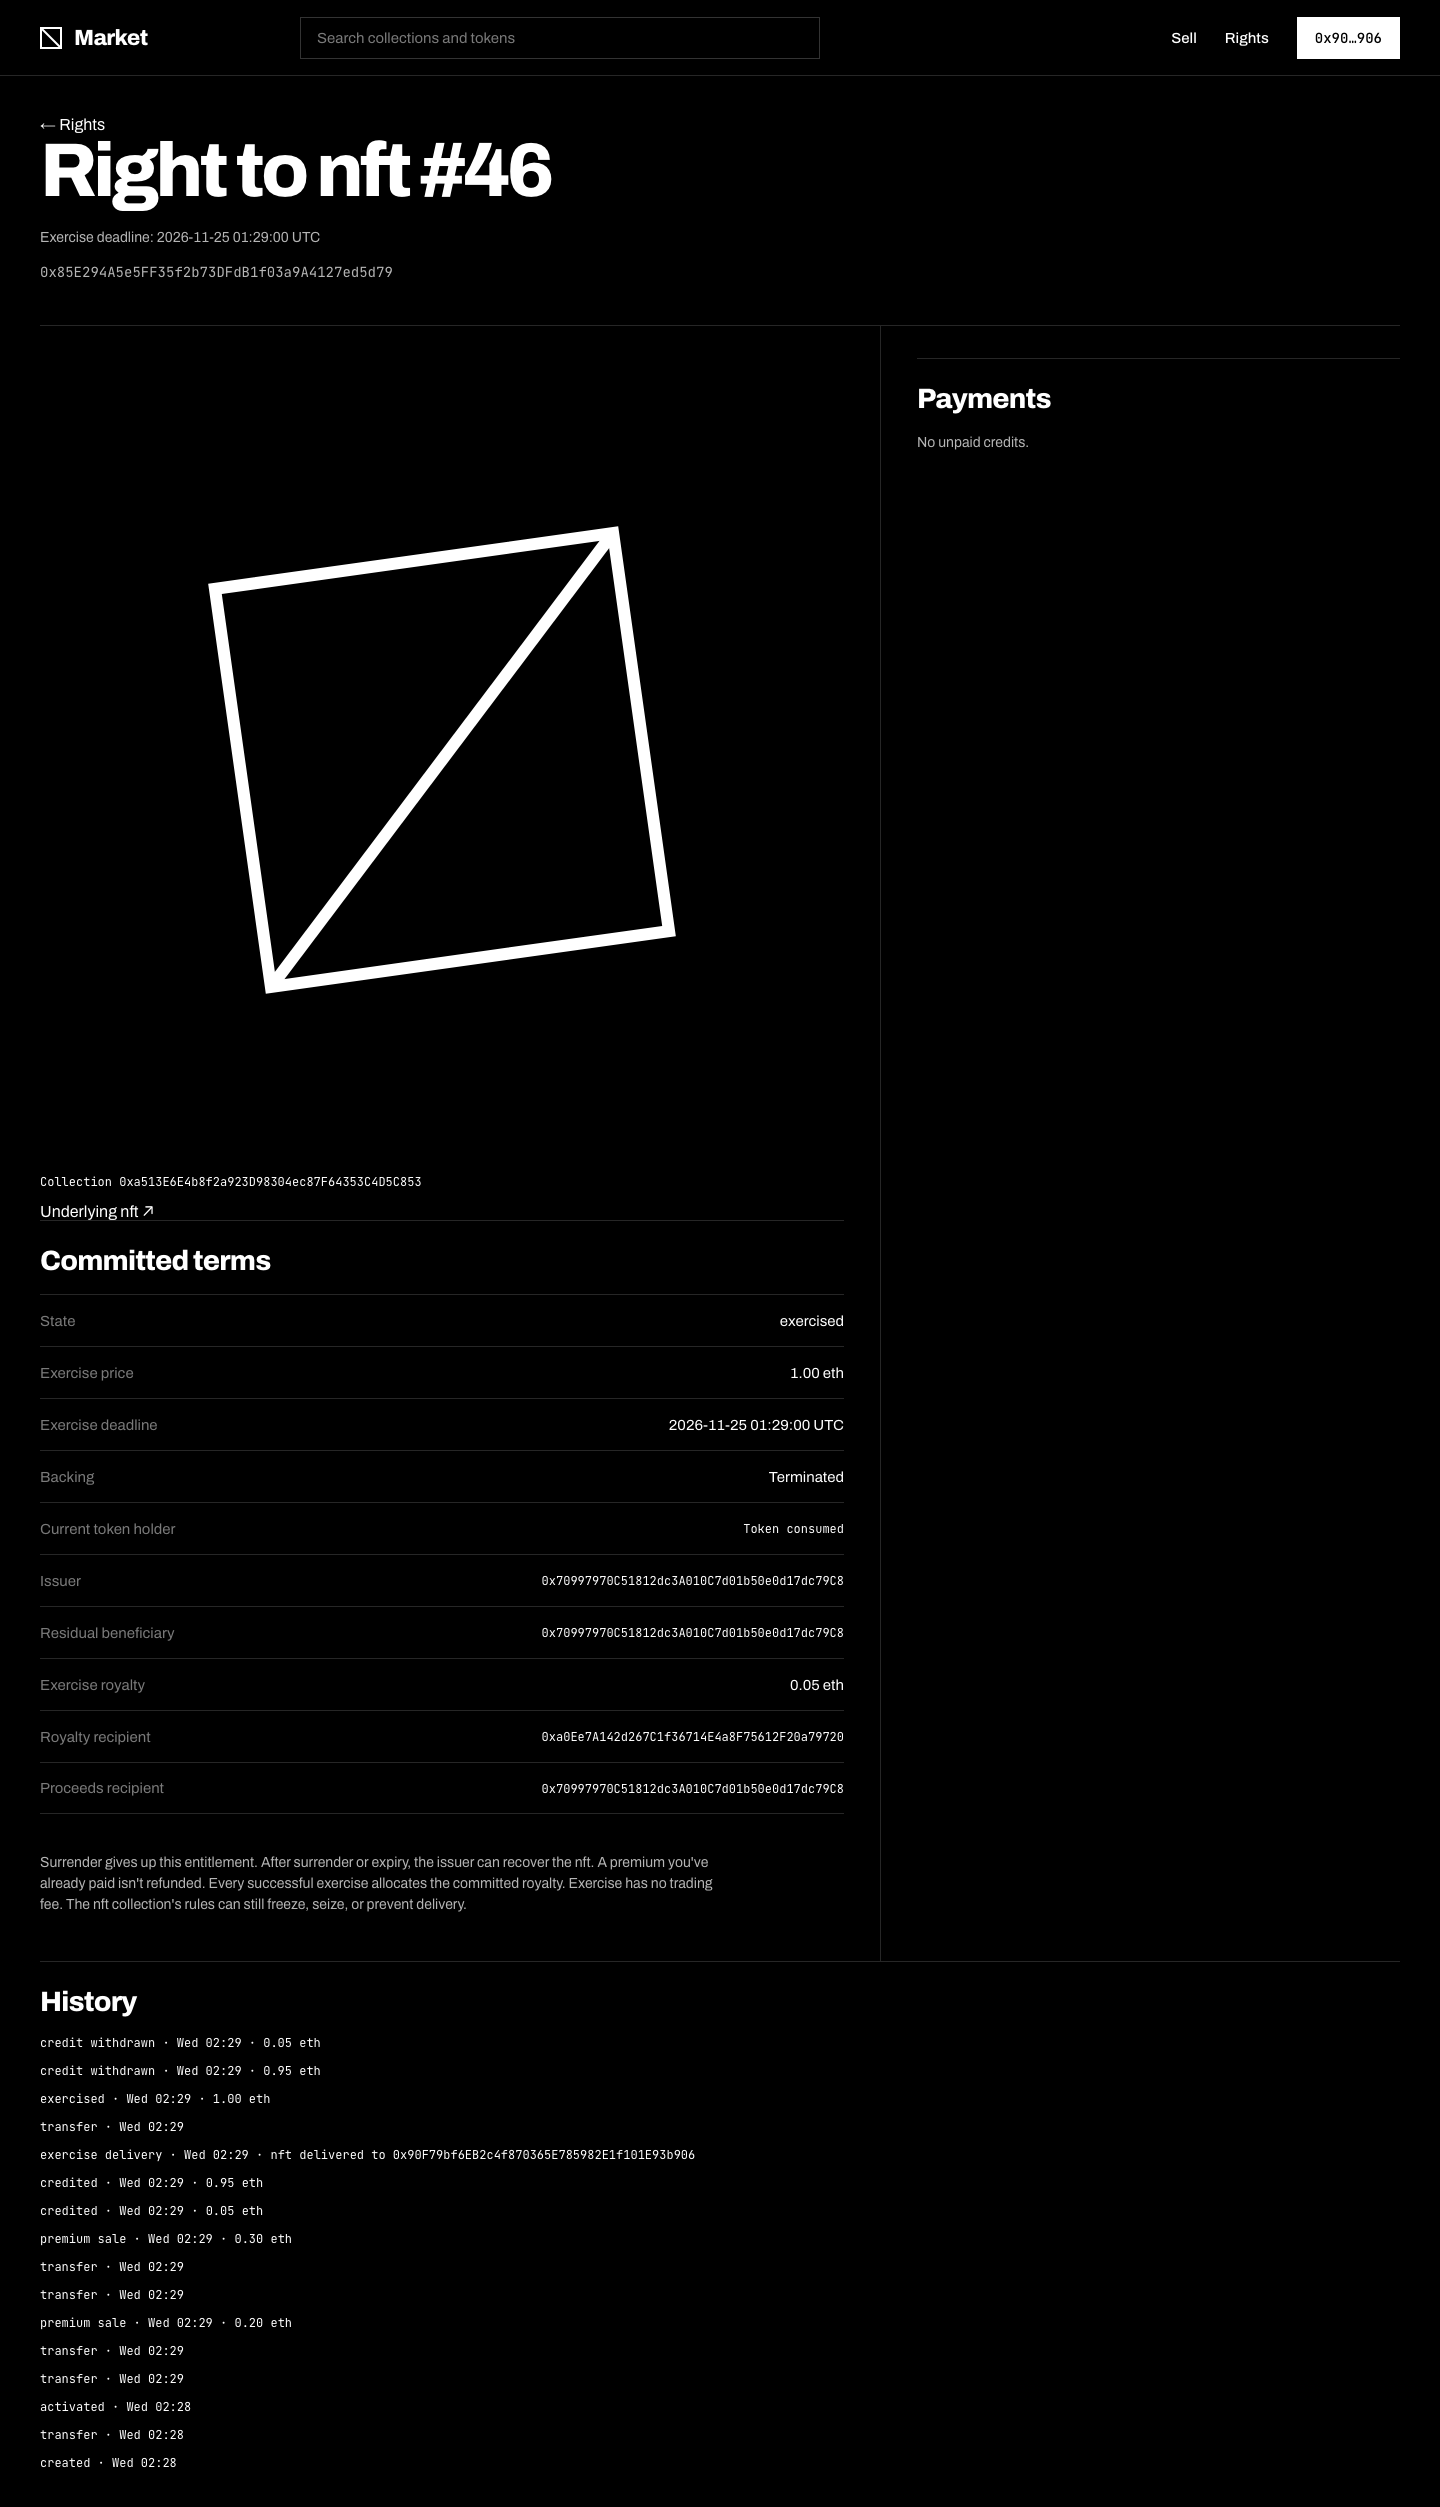 Market
Search collections and tokens
Sell
Rights
0x90…906
← Rights
Right to nft #46
Exercise deadline: 2026-11-25 01:29:00 UTC
0x85E294A5e5FF35f2b73DFdB1f03a9A4127ed5d79
Payments
No unpaid credits.
Collection 0xa513E6E4b8f2a923D98304ec87F64353C4D5C853
Underlying nft ↗
Committed terms
State exercised
Exercise price 1.00 eth
Exercise deadline 2026-11-25 01:29:00 UTC
Backing Terminated
Current token holder Token consumed
Issuer 0x70997970C51812dc3A010C7d01b50e0d17dc79C8
Residual beneficiary 0x70997970C51812dc3A010C7d01b50e0d17dc79C8
Exercise royalty 0.05 eth
Royalty recipient 0xa0Ee7A142d267C1f36714E4a8F75612F20a79720
Proceeds recipient 0x70997970C51812dc3A010C7d01b50e0d17dc79C8
Surrender gives up this entitlement. After surrender or expiry, the issuer can recover the nft. A premium you've
already paid isn't refunded. Every successful exercise allocates the committed royalty. Exercise has no trading
fee. The nft collection's rules can still freeze, seize, or prevent delivery.
History
credit withdrawn · Wed 02:29 · 0.05 eth
credit withdrawn · Wed 02:29 · 0.95 eth
exercised · Wed 02:29 · 1.00 eth
transfer · Wed 02:29
exercise delivery · Wed 02:29 · nft delivered to 0x90F79bf6EB2c4f870365E785982E1f101E93b906
credited · Wed 02:29 · 0.95 eth
credited · Wed 02:29 · 0.05 eth
premium sale · Wed 02:29 · 0.30 eth
transfer · Wed 02:29
transfer · Wed 02:29
premium sale · Wed 02:29 · 0.20 eth
transfer · Wed 02:29
transfer · Wed 02:29
activated · Wed 02:28
transfer · Wed 02:28
created · Wed 02:28